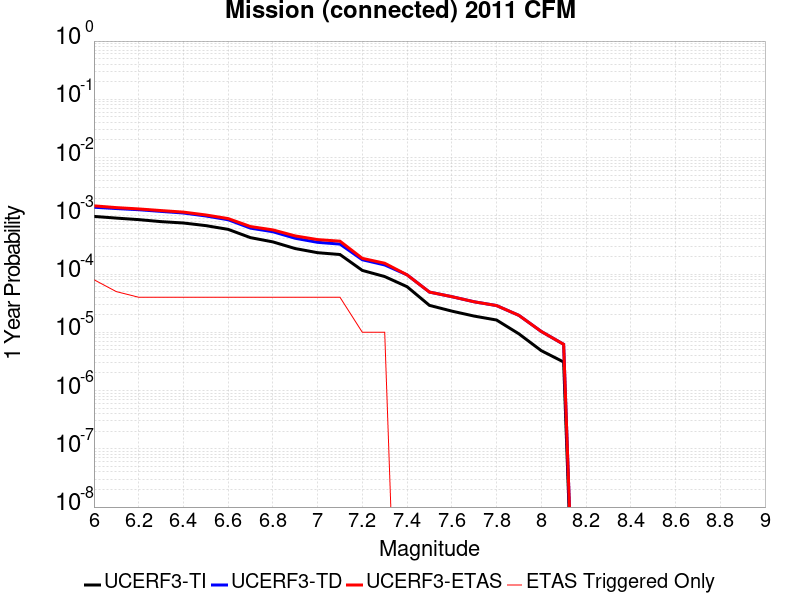 Mission (connected) 2011 CFM
10^0
10^-1
10^-2
10^-3
10^-4
10^-5
10^-6
10^-7
10^-8
1 Year Probability
6 6.2 6.4 6.6 6.8 7 7.2 7.4 7.6 7.8 8 8.2 8.4 8.6 8.8 9
Magnitude
UCERF3-TI UCERF3-TD UCERF3-ETAS ETAS Triggered Only